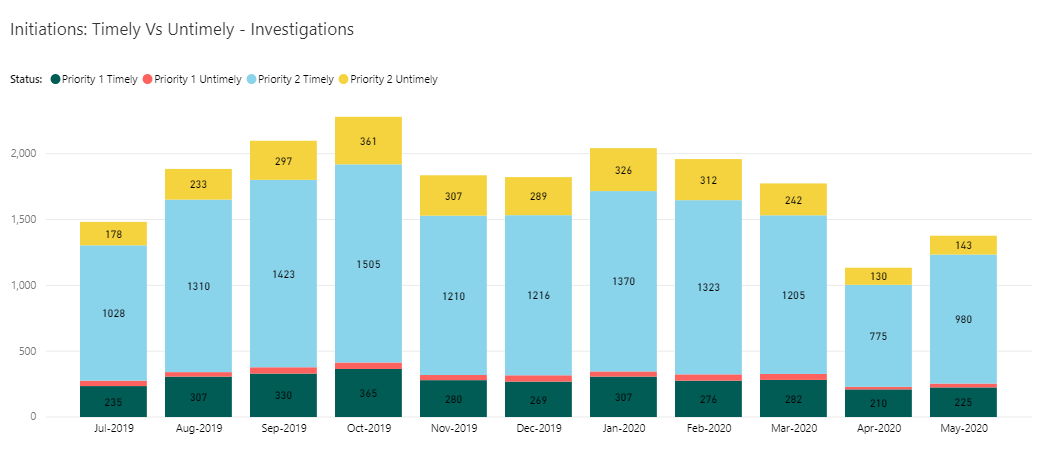 Initiations: Timely Vs Untimely - Investigations
Status: Priority 1 Timely Priority 1 Untimely Priority 2 Timely Priority 2 Untimely
2,000
1,500
1,000
500
0
178 233 297 361 307 289 326 312 242 130 143
1028 1310 1423 1505 1210 1216 1370 1323 1205 775 980
235 307 330 365 280 269 307 276 282 210 225
Jul-2019 Aug-2019 Sep-2019 Oct-2019 Nov-2019 Dec-2019 Jan-2020 Feb-2020 Mar-2020 Apr-2020 May-2020